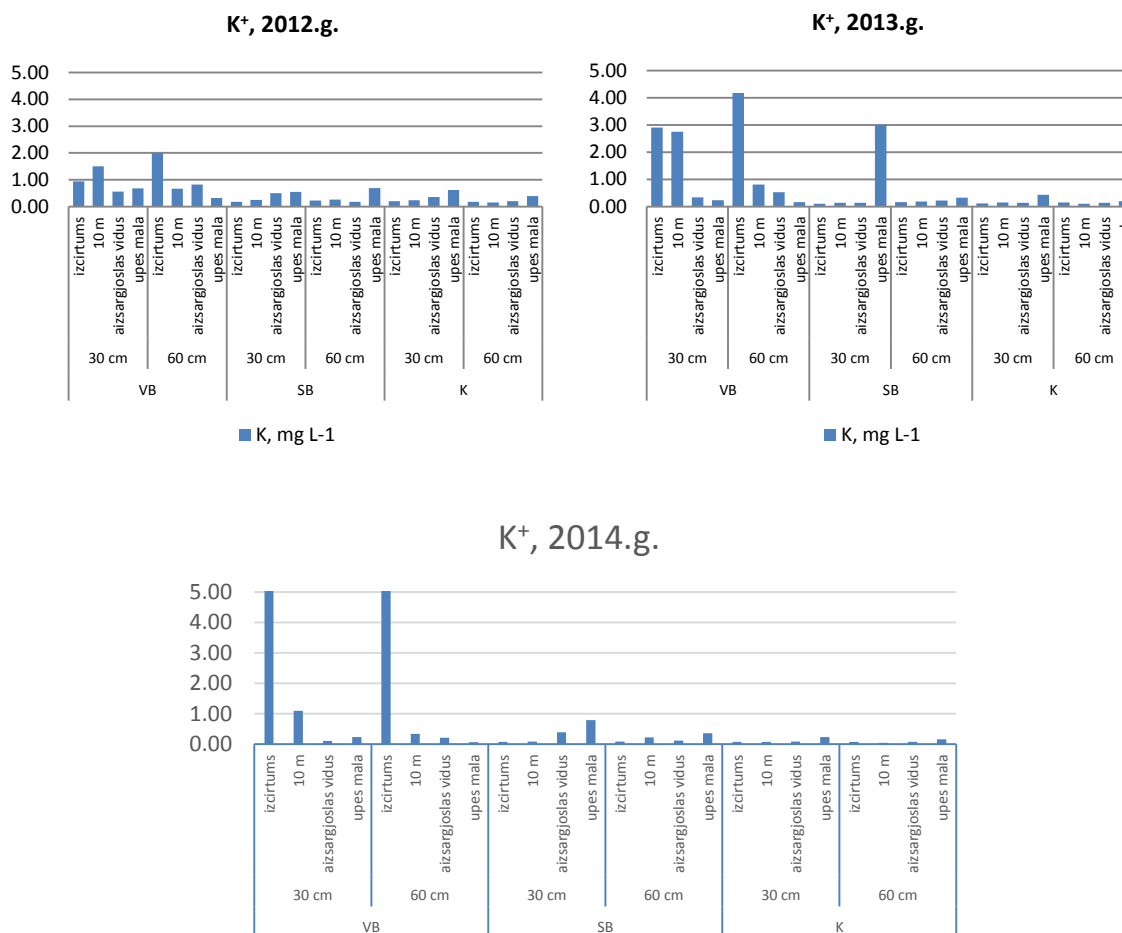 K⁺, 2012.g.
5.00
4.00
3.00
2.00
1.00
0.00
izcirtums
10 m
aizsargjoslas vidus
upes mala
izcirtums
10 m
aizsargjoslas vidus
upes mala
izcirtums
10 m
aizsargjoslas vidus
upes mala
izcirtums
10 m
aizsargjoslas vidus
upes mala
izcirtums
10 m
aizsargjoslas vidus
upes mala
izcirtums
10 m
aizsargjoslas vidus
upes mala
30 cm 60 cm 30 cm 60 cm 30 cm 60 cm
VB SB K
K, mg L-1
K⁺, 2013.g.
5.00
4.00
3.00
2.00
1.00
0.00
izcirtums
10 m
aizsargjoslas vidus
upes mala
izcirtums
10 m
aizsargjoslas vidus
upes mala
izcirtums
10 m
aizsargjoslas vidus
upes mala
izcirtums
10 m
aizsargjoslas vidus
upes mala
izcirtums
10 m
aizsargjoslas vidus
upes mala
izcirtums
10 m
aizsargjoslas vidus
30 cm 60 cm 30 cm 60 cm 30 cm 60 cm
VB SB K
K, mg L-1
K⁺, 2014.g.
5.00
4.00
3.00
2.00
1.00
0.00
izcirtums
10 m
aizsargjoslas vidus
upes mala
izcirtums
10 m
aizsargjoslas vidus
upes mala
izcirtums
10 m
aizsargjoslas vidus
upes mala
izcirtums
10 m
aizsargjoslas vidus
upes mala
izcirtums
10 m
aizsargjoslas vidus
upes mala
izcirtums
10 m
aizsargjoslas vidus
upes mala
30 cm 60 cm 30 cm 60 cm 30 cm 60 cm
VB SB K